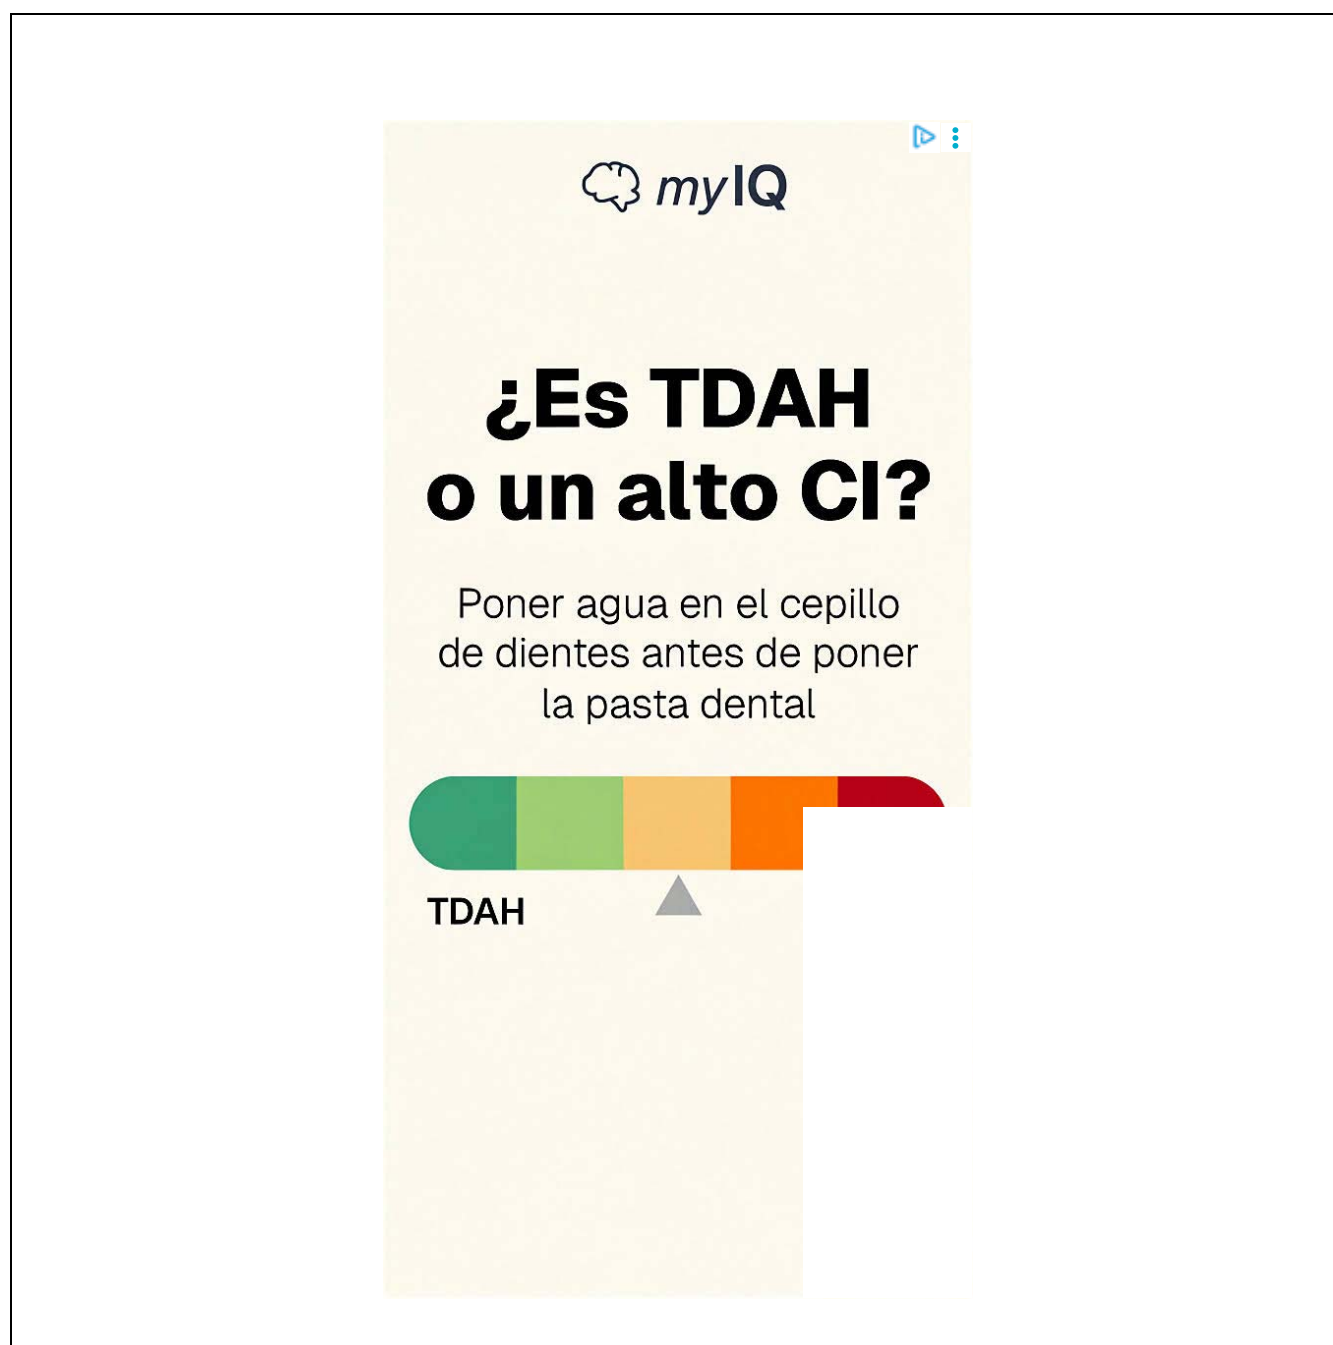 myIQ
¿Es TDAH
o un alto CI?
Poner agua en el cepillo
de dientes antes de poner
la pasta dental
TDAH